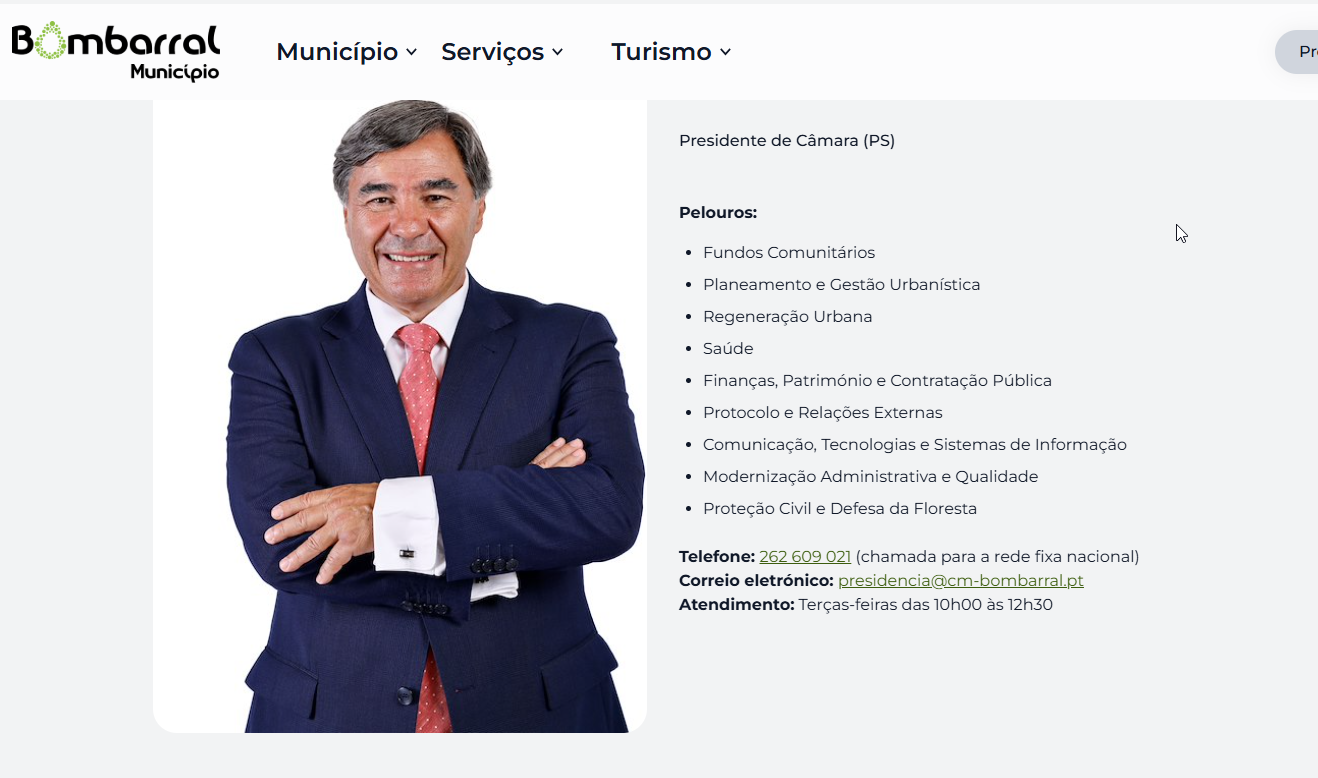 Bombarral
Município
Município
Serviços
Turismo
Presidente de Câmara (PS)
Pelouros:
Fundos Comunitários
Planeamento e Gestão Urbanística
Regeneração Urbana
Saúde
Finanças, Património e Contratação Pública
Protocolo e Relações Externas
Comunicação, Tecnologias e Sistemas de Informação
Modernização Administrativa e Qualidade
Proteção Civil e Defesa da Floresta
Telefone: 262 609 021 (chamada para a rede fixa nacional)
Correio eletrónico: presidencia@cm-bombarral.pt
Atendimento: Terças-feiras das 10h00 às 12h30